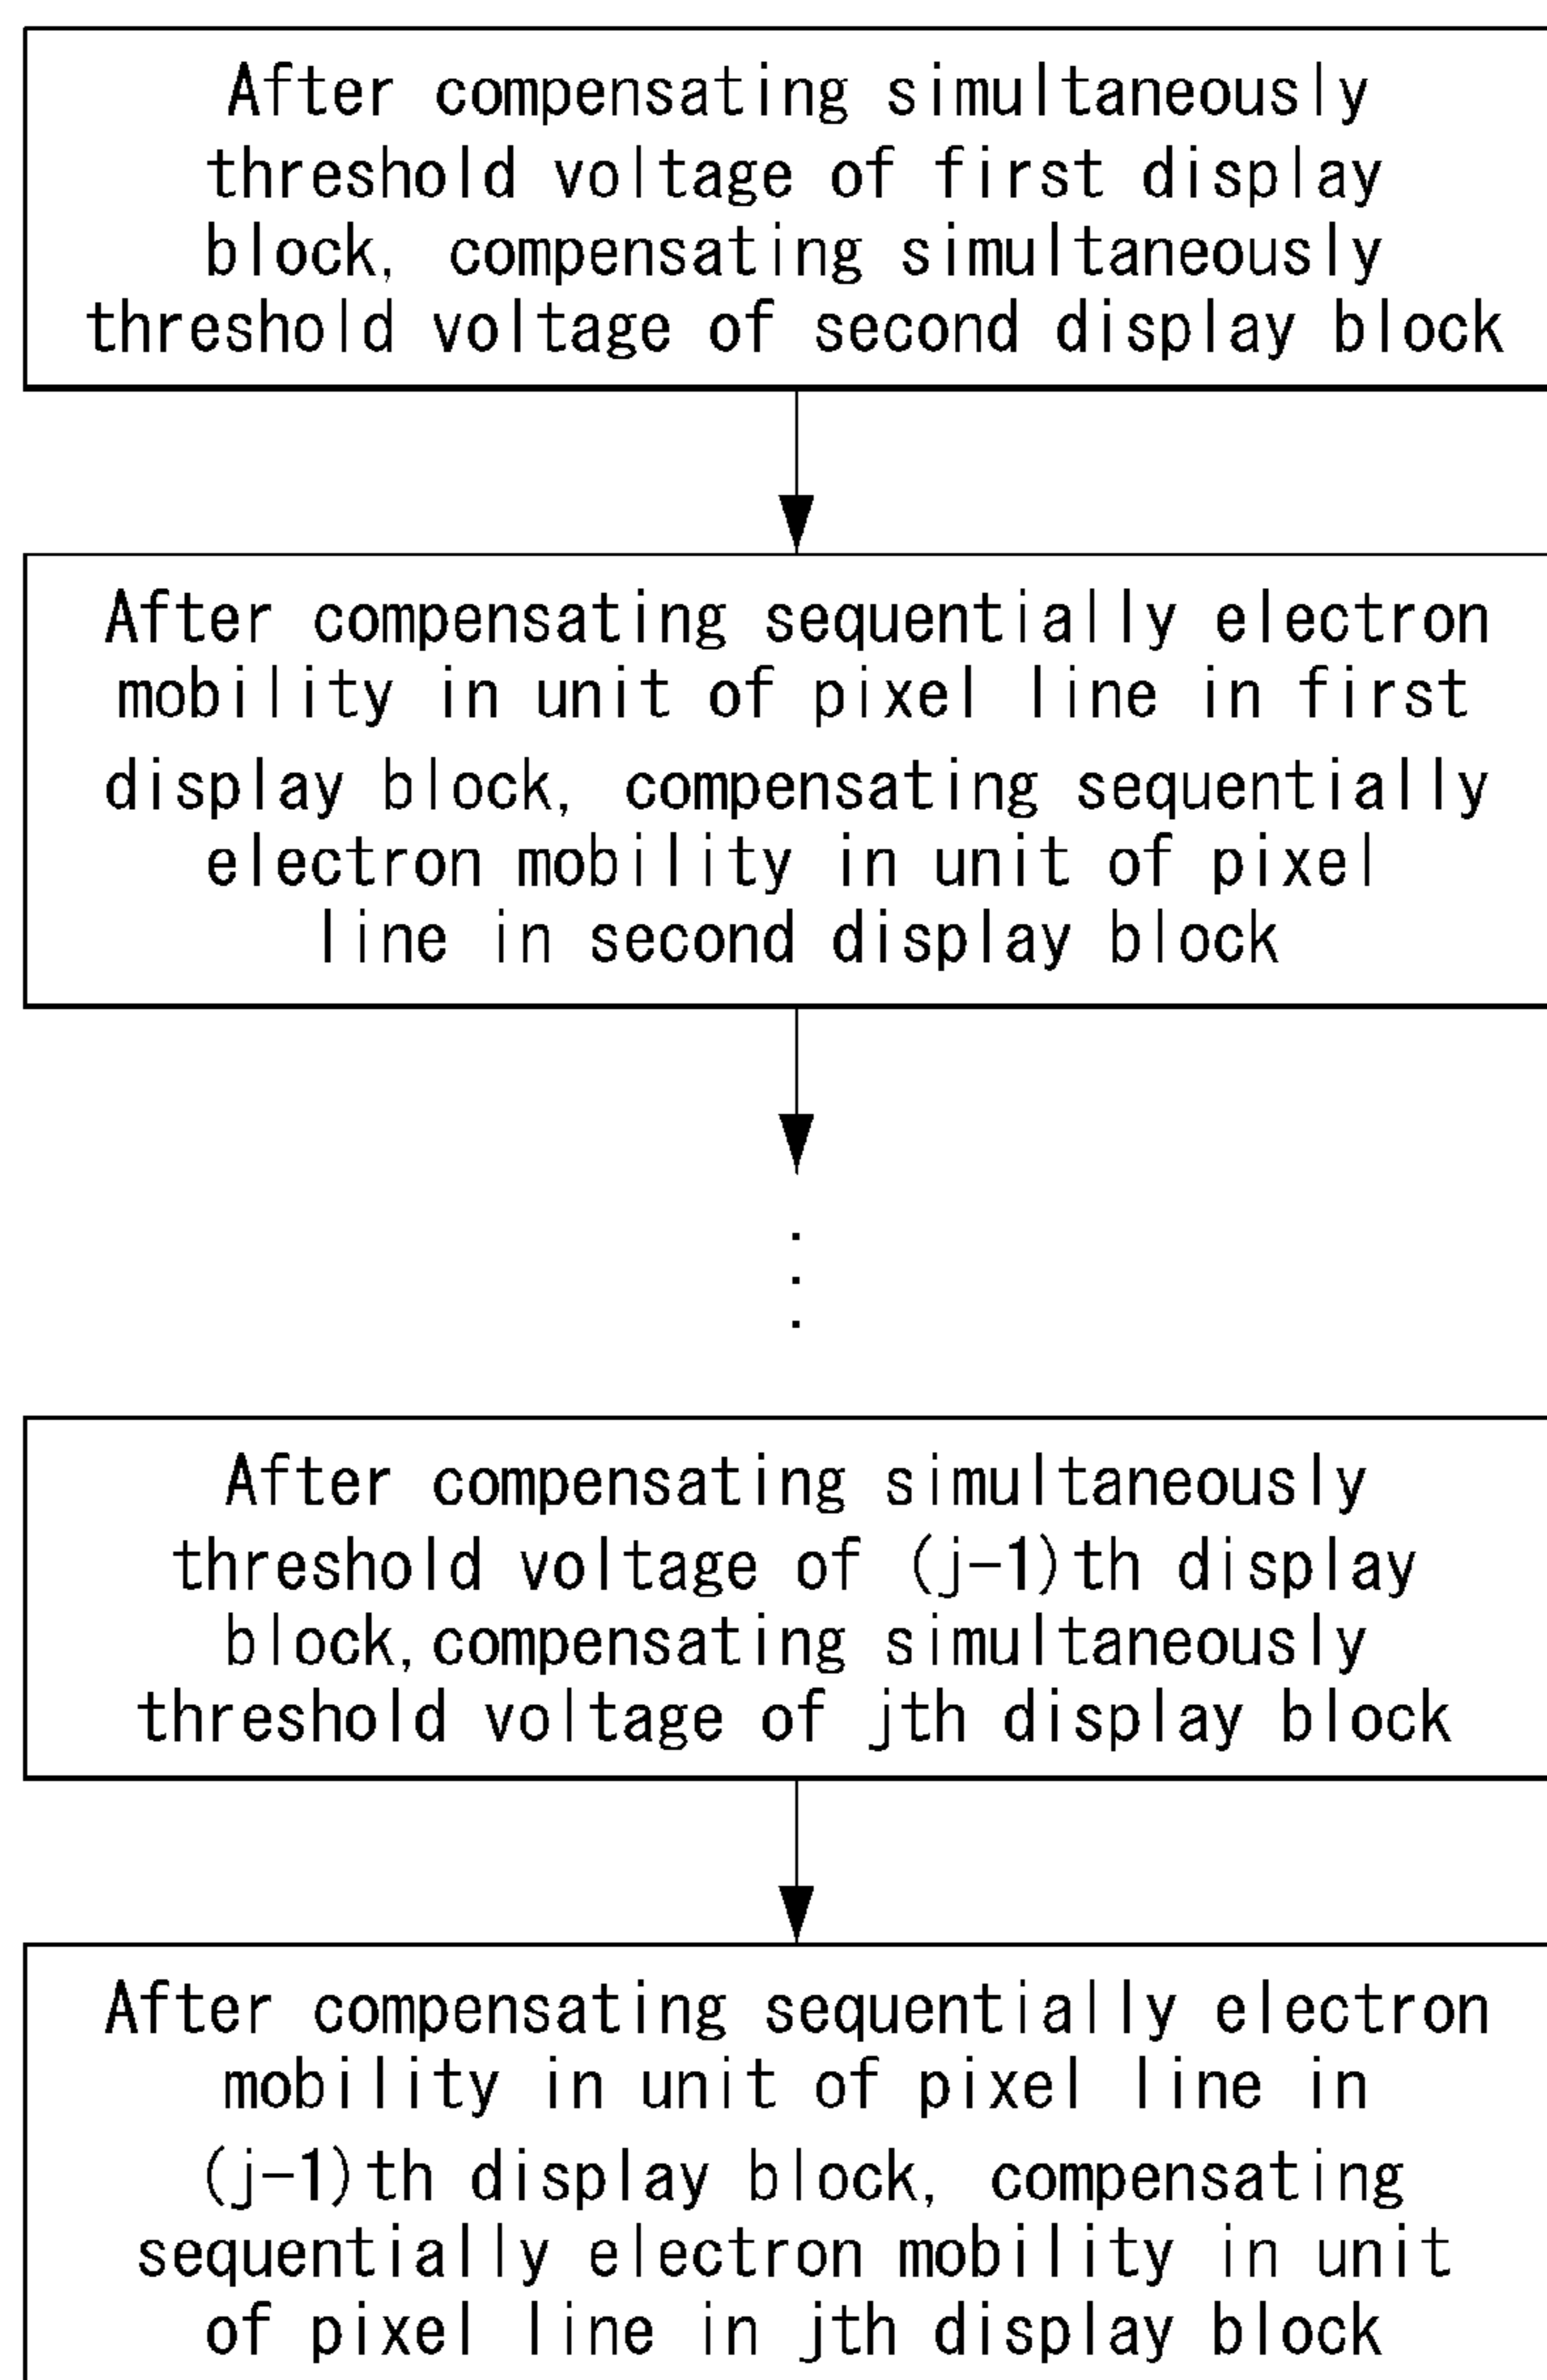 After compensating simultaneously
threshold voltage of first display
block, compensating simultaneously
threshold voltage of second display block
After compensating sequentially electron
mobility in unit of pixel line in first
display block, compensating sequentially
electron mobility in unit of pixel
line in second display block
After compensating simultaneously
threshold voltage of (j-1)th display
block,compensating simultaneously
threshold voltage of jth display block
After compensating sequentially electron
mobility in unit of pixel line in
(j-1)th display block, compensating
sequentially electron mobility in unit
of pixel line in jth display block